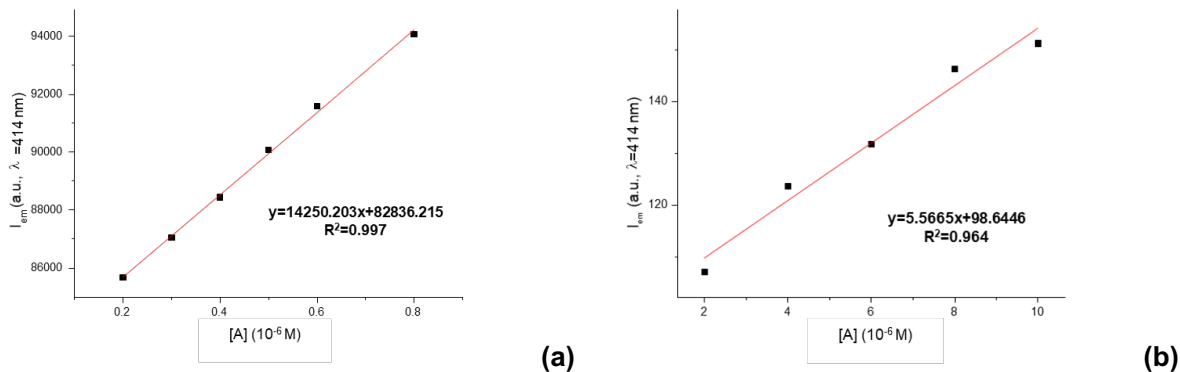 94000
92000
90000
88000
86000
I_em (a.u., λ =414 nm)
y=14250.203x+82836.215
R²=0.997
0.2 0.4 0.6 0.8
[A] (10⁻⁶ M)
(a)
140
120
I_em (a.u., λ=414 nm)
y=5.5665x+98.6446
R²=0.964
2 4 6 8 10
[A] (10⁻⁶ M)
(b)